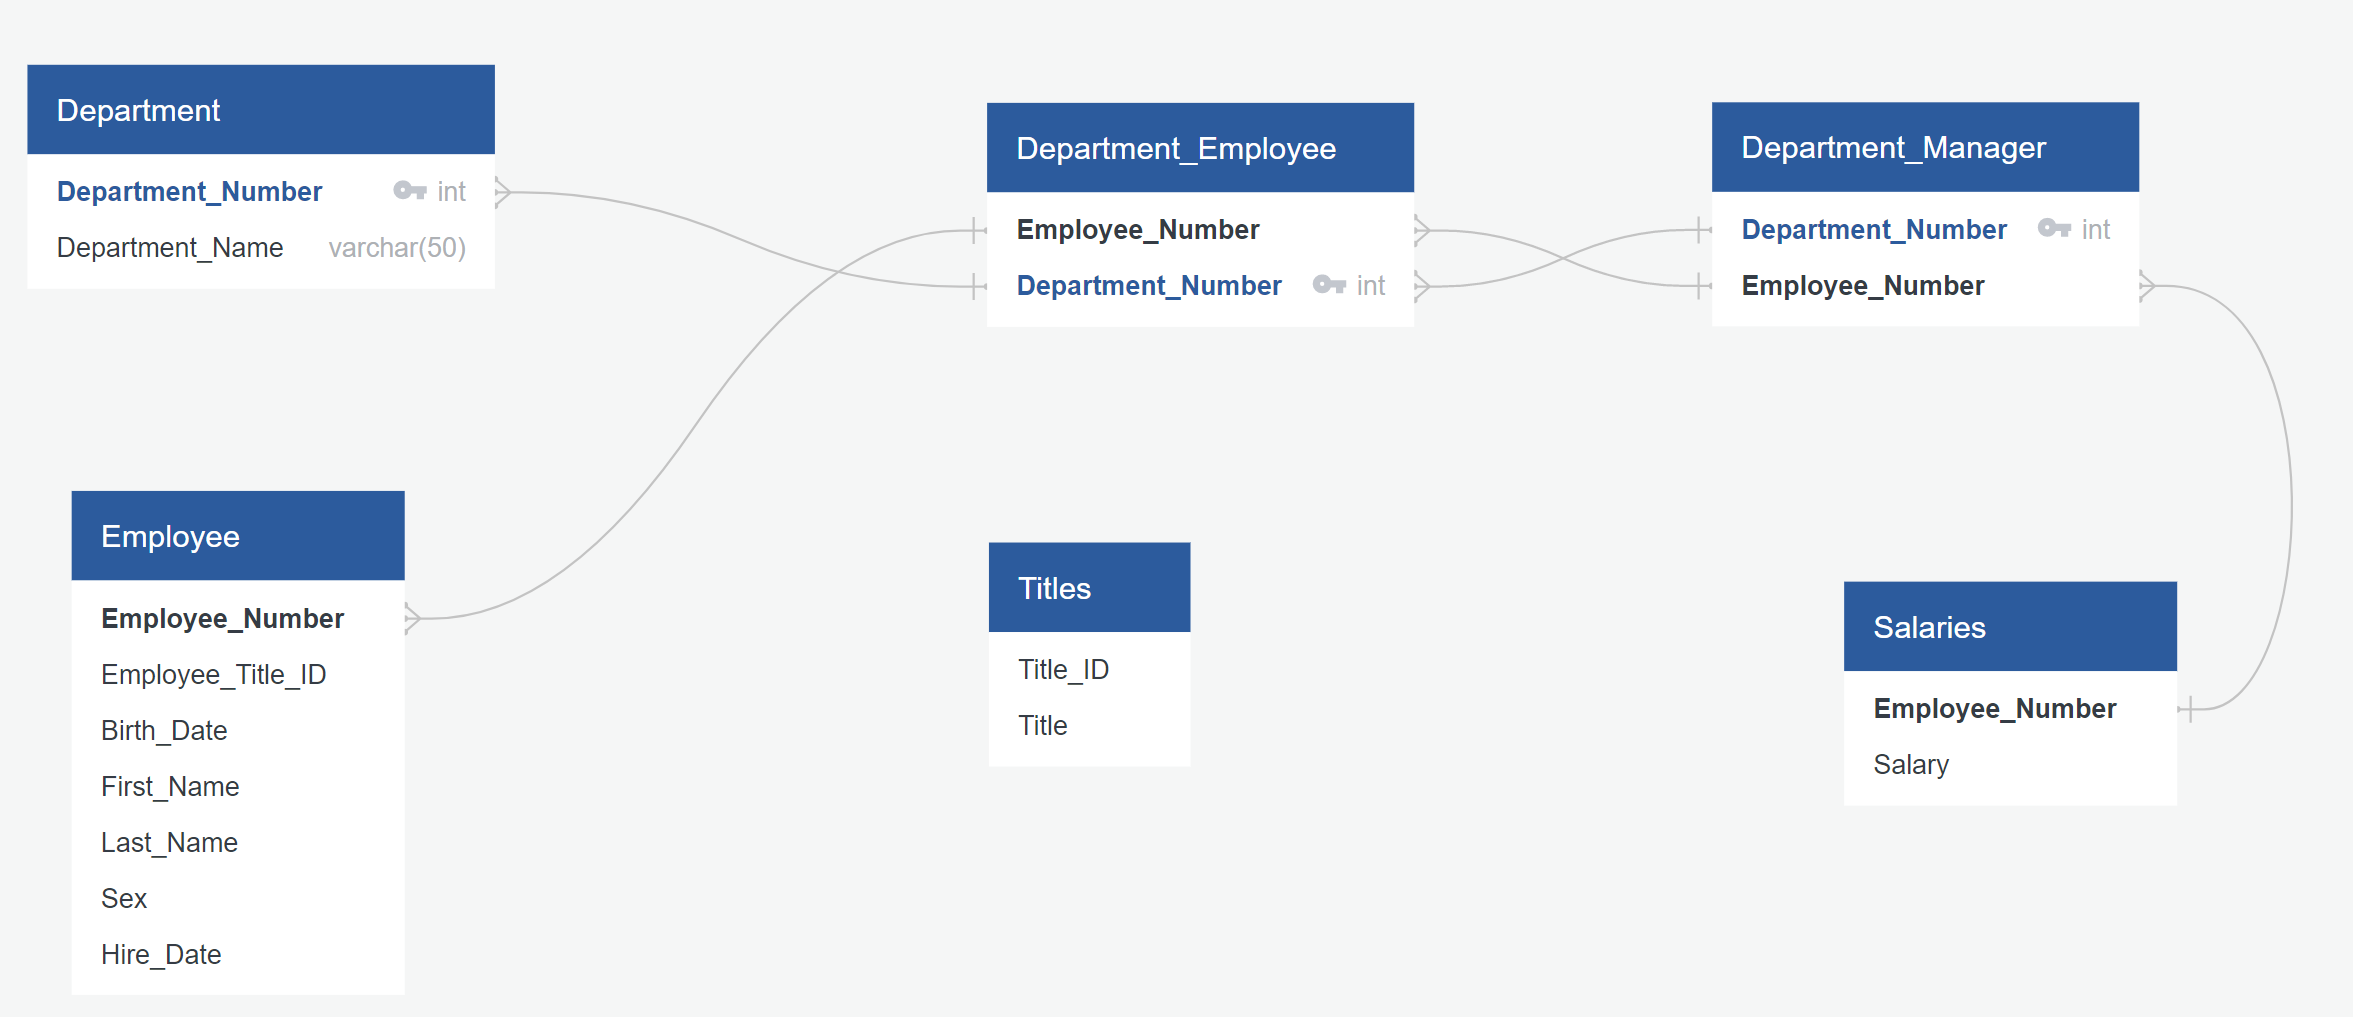 Department
Department_Number int
Department_Name varchar(50)
Department_Employee
Employee_Number
Department_Number int
Department_Manager
Department_Number int
Employee_Number
Employee
Employee_Number
Employee_Title_ID
Birth_Date
First_Name
Last_Name
Sex
Hire_Date
Titles
Title_ID
Title
Salaries
Employee_Number
Salary